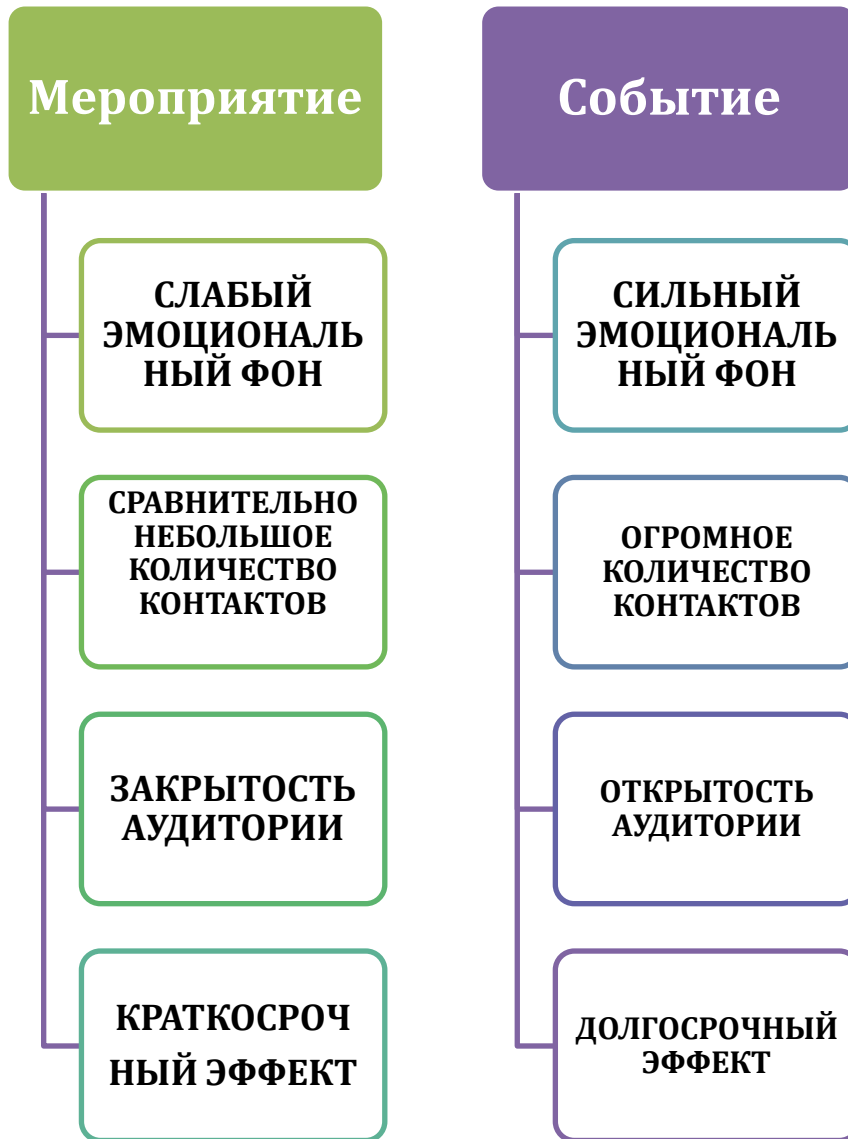 Мероприятие
СЛАБЫЙ
ЭМОЦИОНАЛЬ
НЫЙ ФОН
СРАВНИТЕЛЬНО
НЕБОЛЬШОЕ
КОЛИЧЕСТВО
КОНТАКТОВ
ЗАКРЫТОСТЬ
АУДИТОРИИ
КРАТКОСРОЧ
НЫЙ ЭФФЕКТ
Событие
СИЛЬНЫЙ
ЭМОЦИОНАЛЬ
НЫЙ ФОН
ОГРОМНОЕ
КОЛИЧЕСТВО
КОНТАКТОВ
ОТКРЫТОСТЬ
АУДИТОРИИ
ДОЛГОСРОЧНЫЙ
ЭФФЕКТ